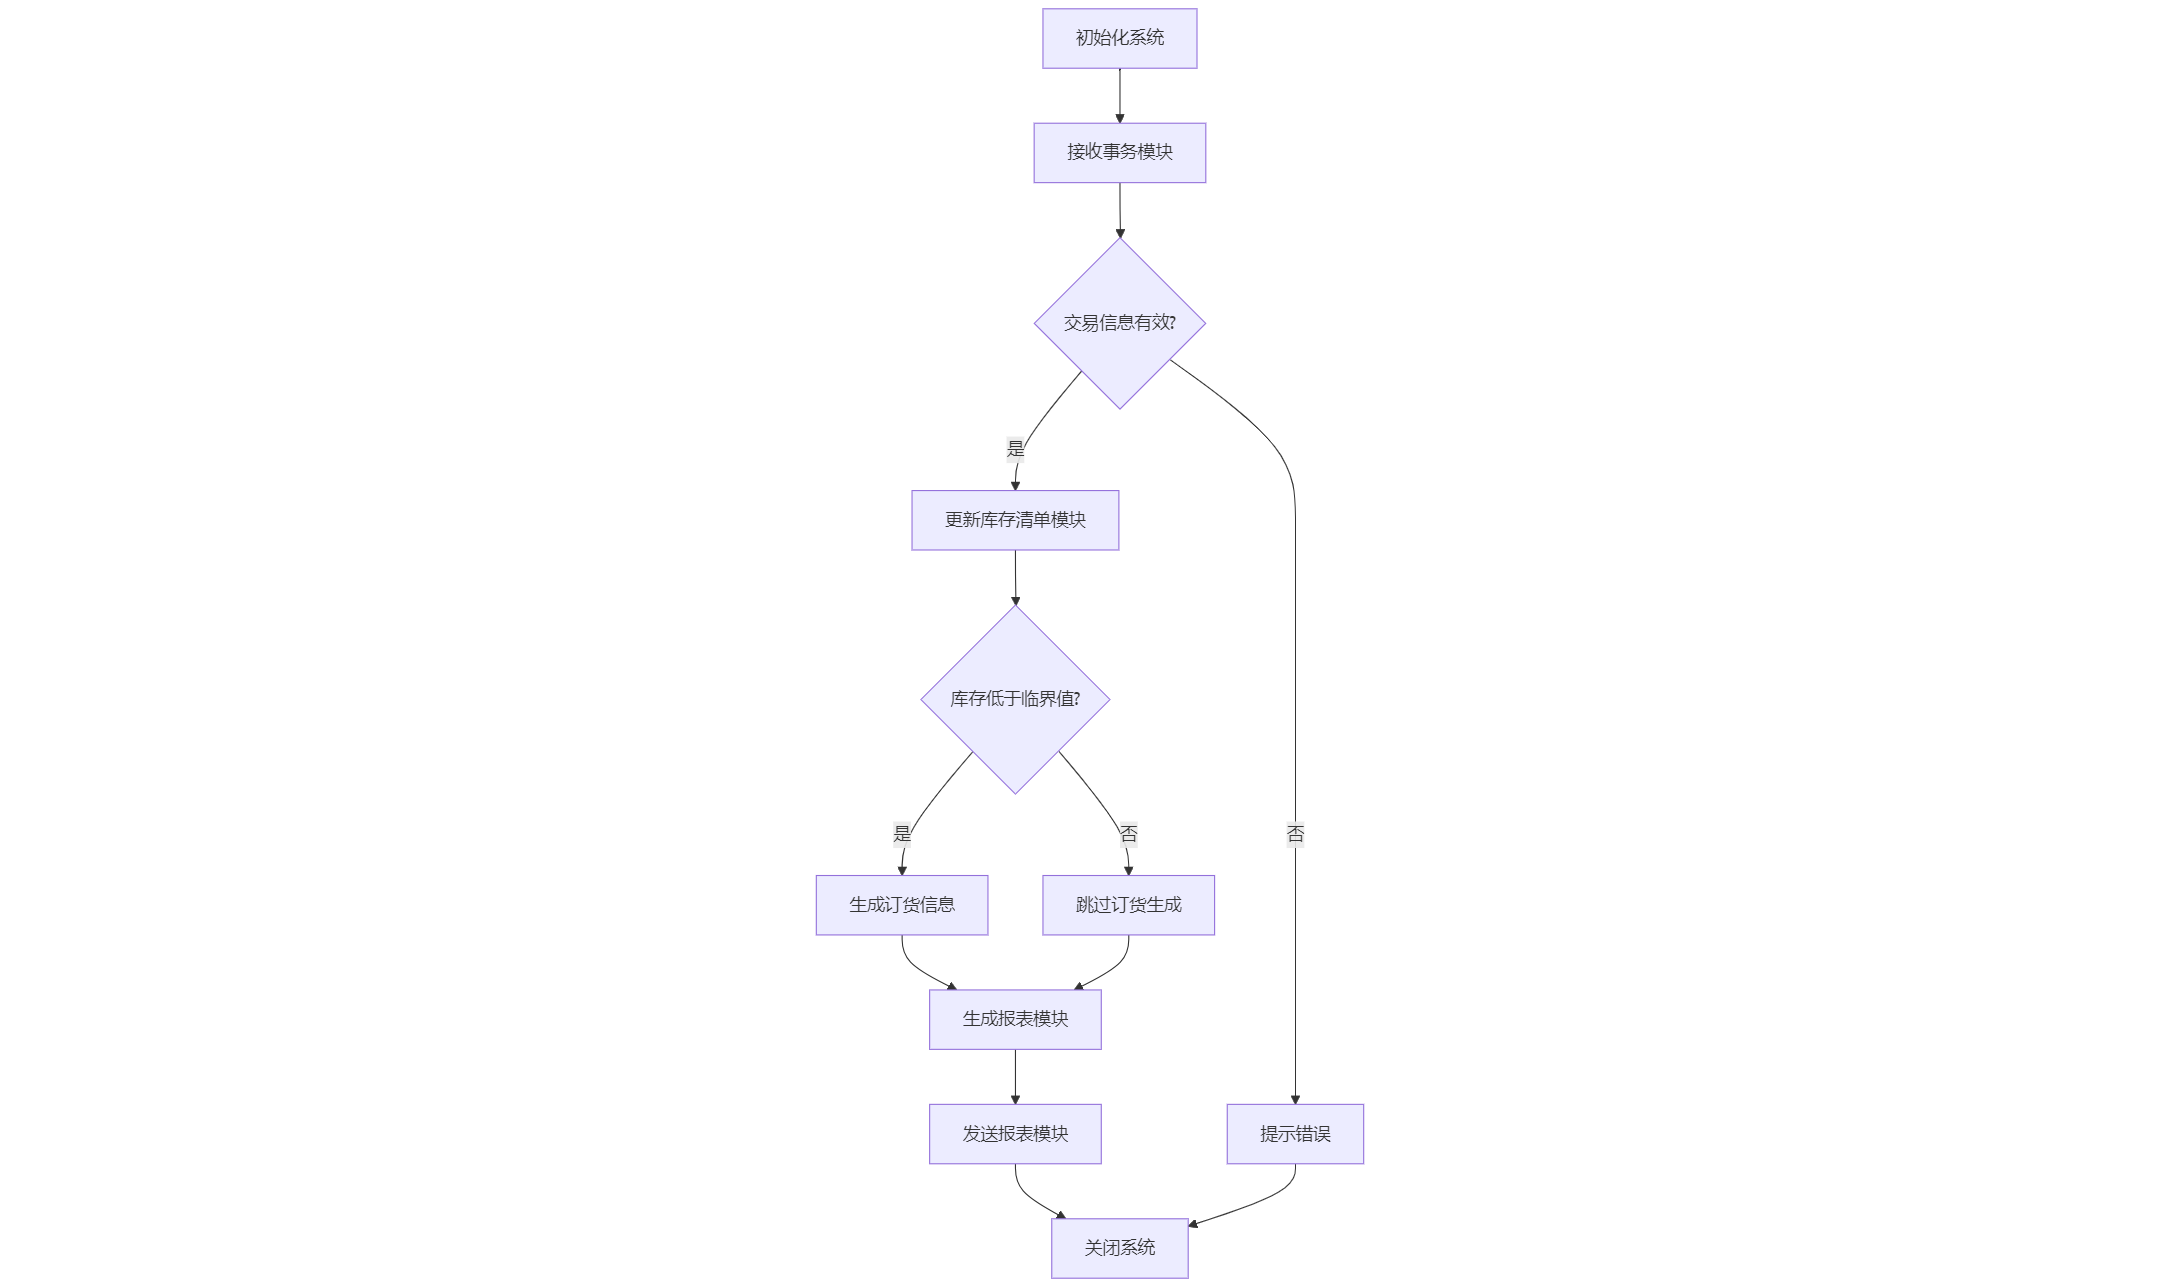 初始化系统
接收事务模块
交易信息有效?
是
更新库存清单模块
库存低于临界值?
是
否
否
生成订货信息
跳过订货生成
生成报表模块
发送报表模块
提示错误
关闭系统